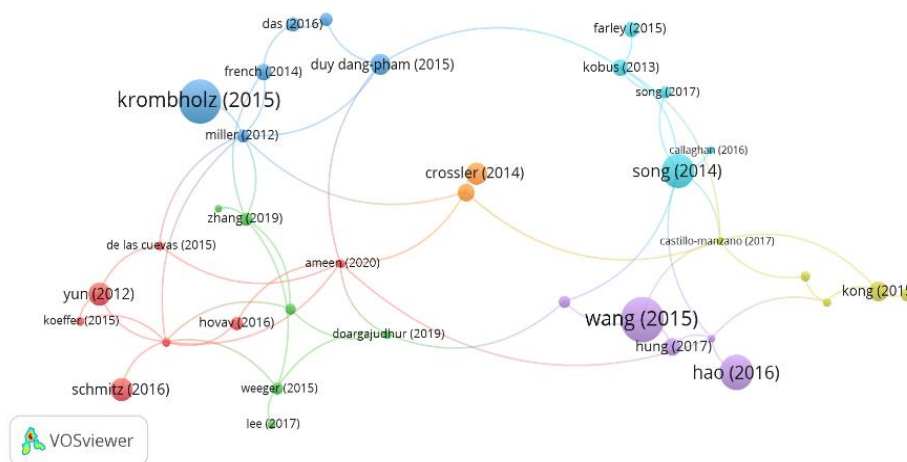 das (2016)
farley (2015)
duy dang-pham (2015)
kobus (2013)
french (2014)
song (2017)
krombholz (2015)
miller (2012)
callaghan (2016)
song (2014)
crossler (2014)
zhang (2019)
castillo-manzano (2017)
de las cuevas (2015)
ameen (2020)
yun (2012)
kong (2015
koeffer (2015)
hovav (2016)
wang (2015)
doargajudhur (2019)
hung (2017)
hao (2016)
schmitz (2016)
weeger (2015)
lee (2017)
VOSviewer